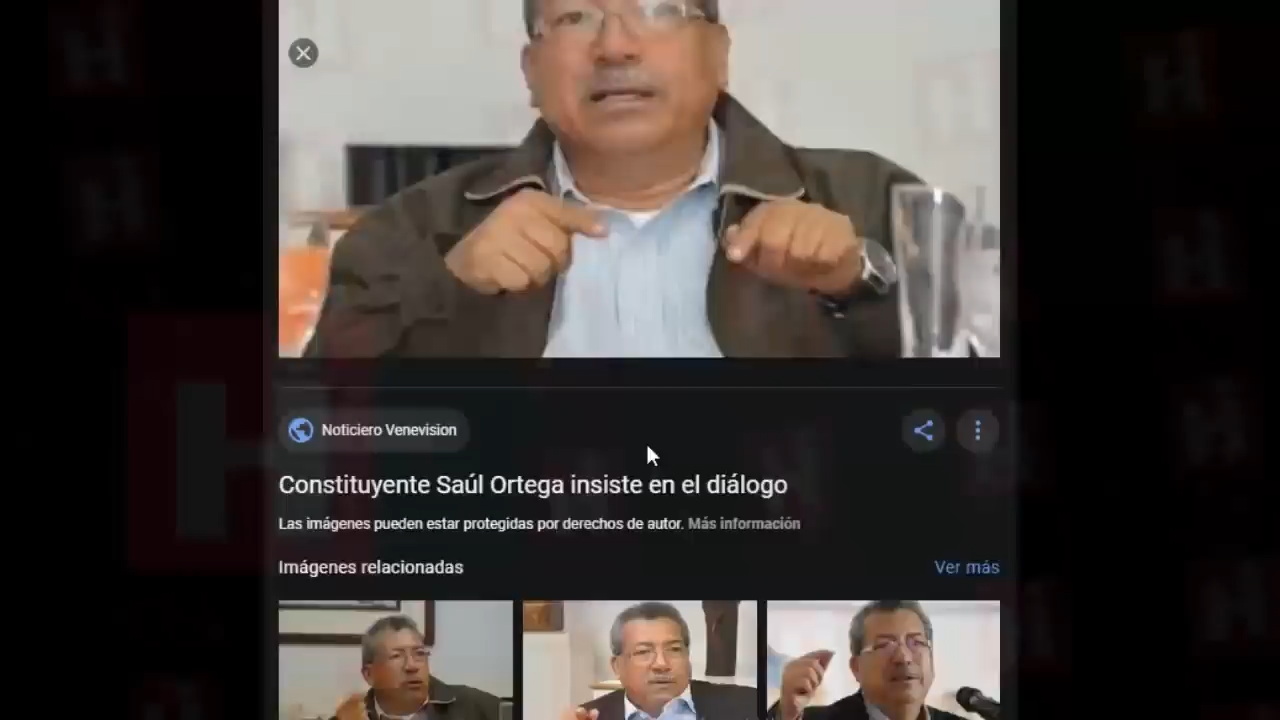 Noticiero Venevision
Constituyente Saúl Ortega insiste en el diálogo
Las imágenes pueden estar protegidas por derechos de autor. Más información
Imágenes relacionadas
Ver más